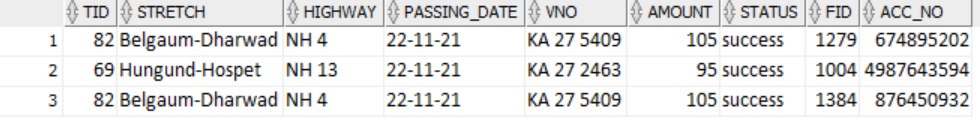 TID STRETCH HIGHWAY PASSING_DATE VNO AMOUNT STATUS FID ACC_NO
1 82 Belgaum-Dharwad NH 4 22-11-21 KA 27 5409 105 success 1279 674895202
2 69 Hungund-Hospet NH 13 22-11-21 KA 27 2463 95 success 1004 4987643594
3 82 Belgaum-Dharwad NH 4 22-11-21 KA 27 5409 105 success 1384 876450932